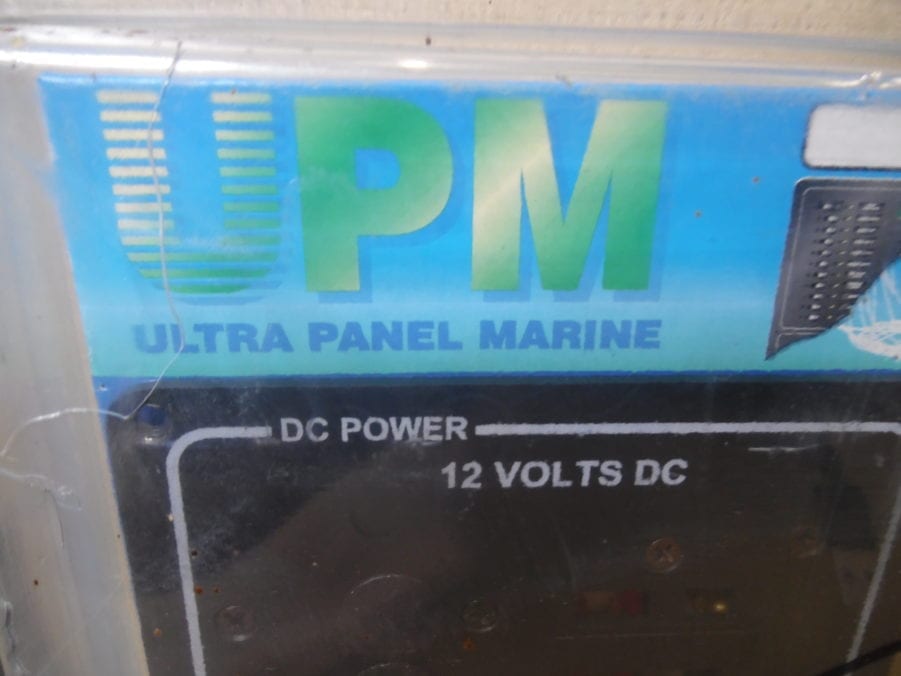 UPM
ULTRA PANEL MARINE
DC POWER
12 VOLTS DC